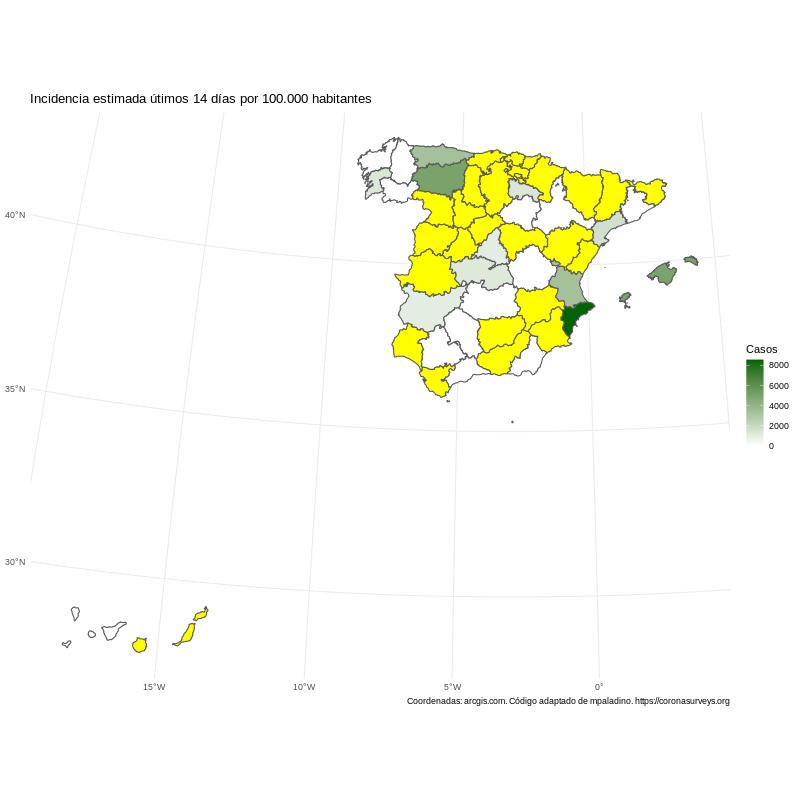 Incidencia estimada útimos 14 días por 100.000 habitantes
40°N
35°N
30°N
15°W
10°W
5°W
0°
Casos
8000
6000
4000
2000
0
Coordenadas: arcgis.com. Código adaptado de mpaladino. https://coronasurveys.org